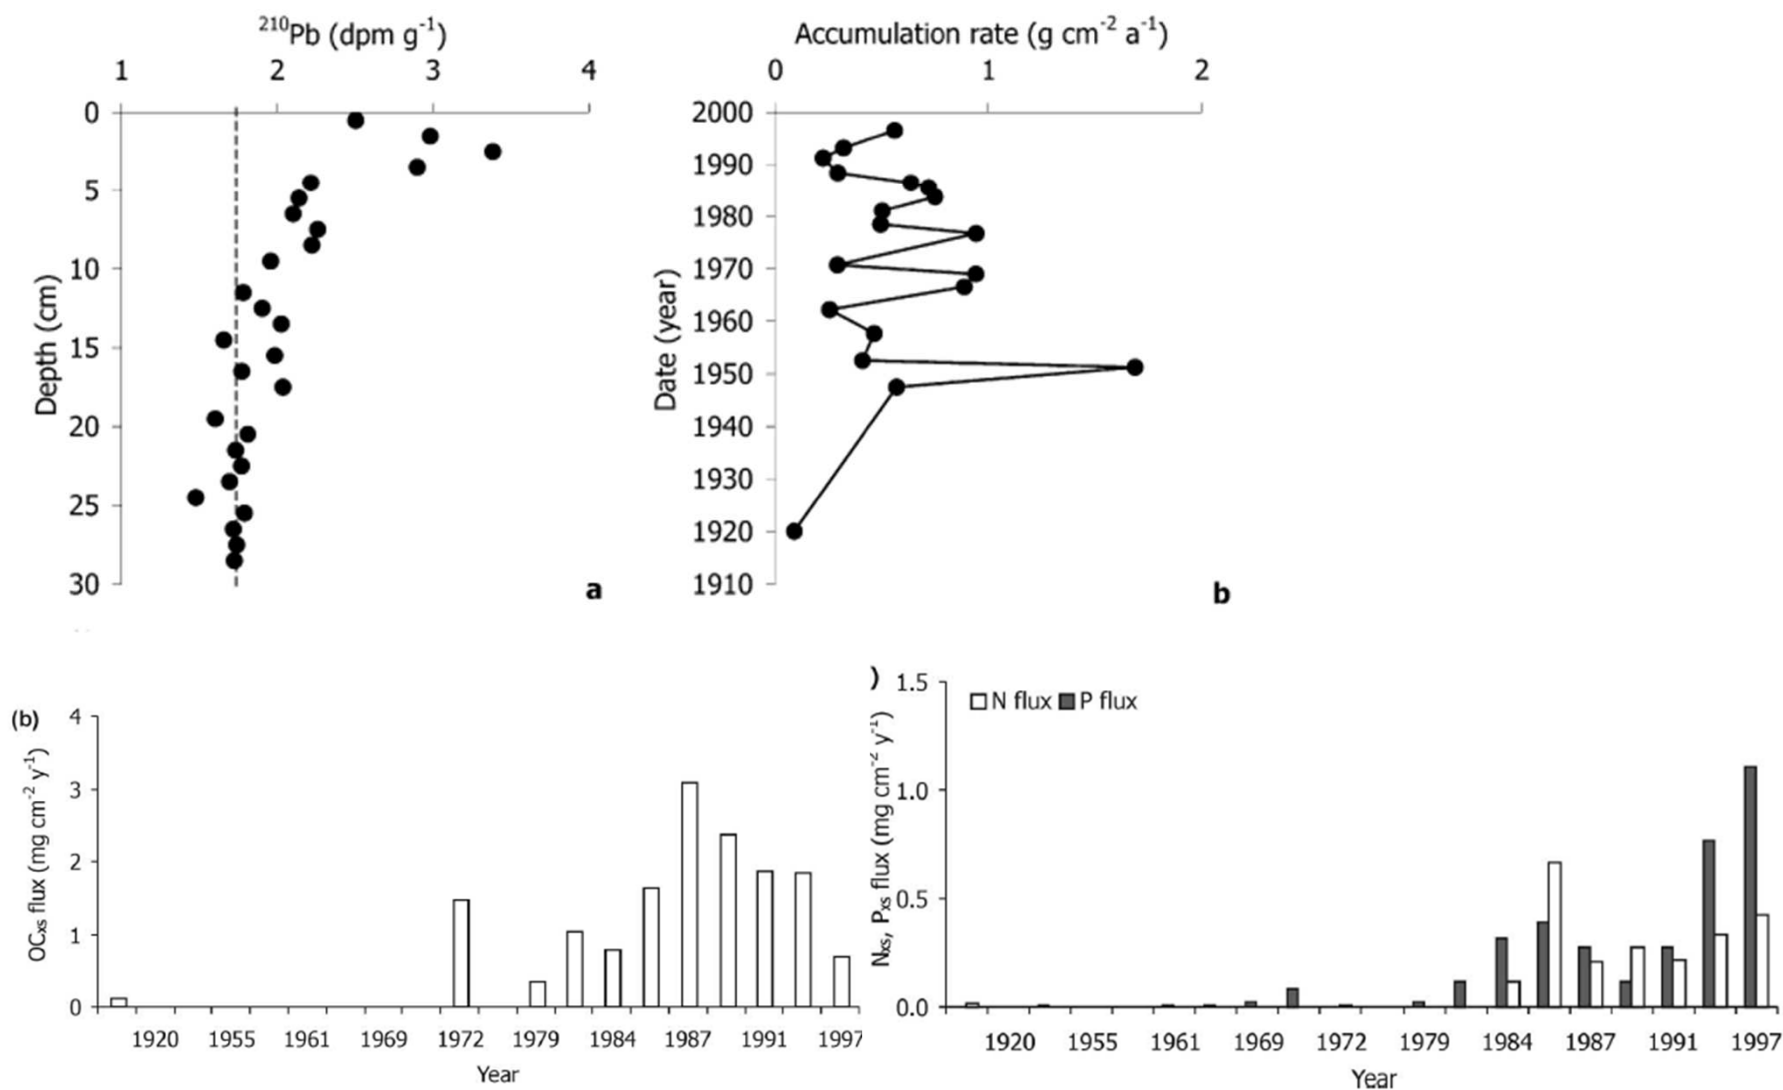 ²¹⁰Pb (dpm g⁻¹)
1 2 3 4
0
5
10
15
20
25
30
Depth (cm)
a
Accumulation rate (g cm⁻² a⁻¹)
0 1 2
2000
1990
1980
1970
1960
1950
1940
1930
1920
1910
Date (year)
b
(b)
4
3
2
1
0
OCxs flux (mg cm⁻² y⁻¹)
1920 1955 1961 1969 1972 1979 1984 1987 1991 1997
Year
)
1.5
1.0
0.5
0.0
Nxs, Pxs flux (mg cm⁻² y⁻¹)
N flux P flux
1920 1955 1961 1969 1972 1979 1984 1987 1991 1997
Year